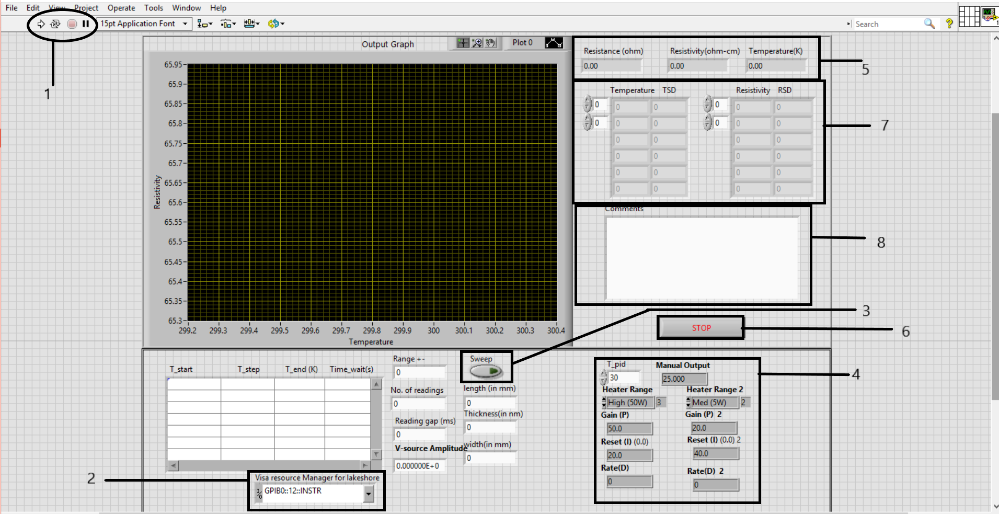 File Edit View Project Operate Tools Window Help
15pt Application Font
Search
1
Output Graph
Plot 0
65.95
65.9
65.85
65.8
65.75
65.7
65.65
65.6
65.55
65.5
65.45
65.4
65.35
65.3
Resistivity
299.2 299.3 299.4 299.5 299.6 299.7 299.8 299.9 300 300.1 300.2 300.3 300.4
Temperature
Resistance (ohm) Resistivity(ohm-cm) Temperature(K)
0.00 0.00 0.00
5
Temperature TSD Resistivity RSD
0 0 0 0 0 0
0 0 0 0 0 0
0 0 0 0
0 0 0 0
0 0 0 0
0 0 0 0
7
Comments
8
3
STOP
6
T_start T_step T_end (K) Time_wait(s)
Range +-
0
No. of readings
0
Reading gap (ms)
0
V-source Amplitude
0.000000E+0
Sweep
length (in mm)
0
Thickness(in nm)
0
width(in mm)
0
Visa resource Manager for lakeshore
I/0 GPIB0::12::INSTR
2
T_pid Manual Output
30 25.000
Heater Range Heater Range 2
High (50W) 3 Med (5W) 2
Gain (P) Gain (P) 2
50.0 20.0
Reset (I) (0.0) Reset (I) (0.0) 2
20.0 40.0
Rate(D) Rate(D) 2
0 0
4
1